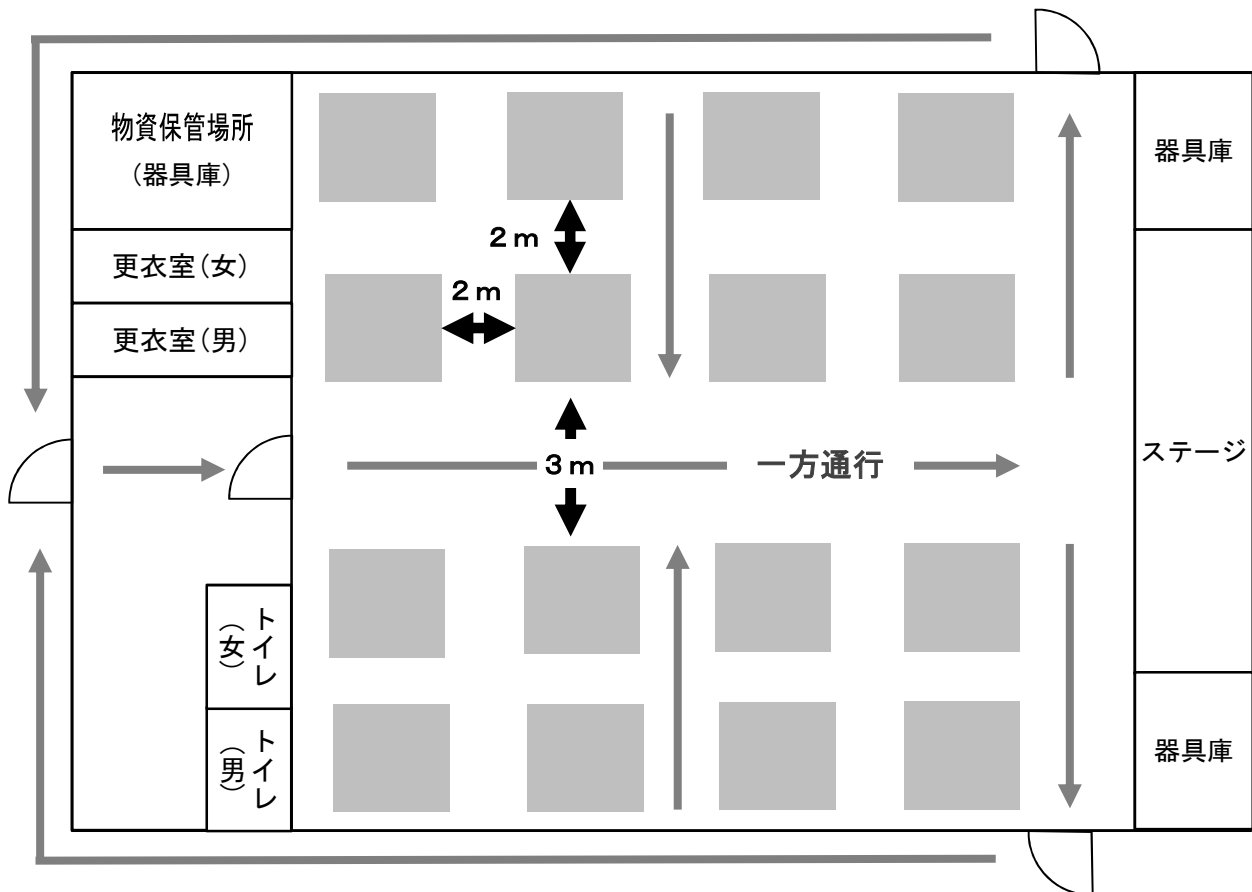 物資保管場所
(器具庫)
器具庫
2m
更衣室(女)
2m
更衣室(男)
3m
一方通行
ステージ
トイレ
(女)
トイレ
(男)
器具庫